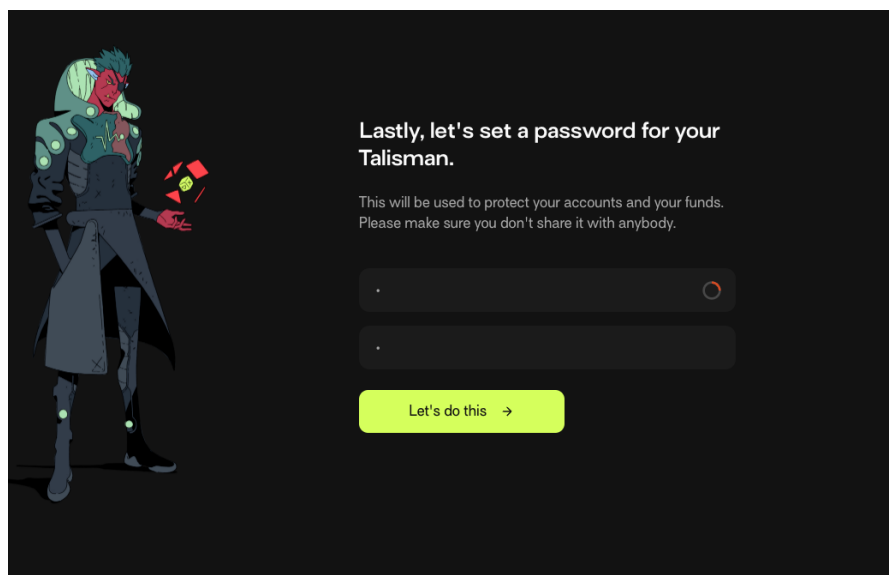 Lastly, let's set a password for your
Talisman.
This will be used to protect your accounts and your funds.
Please make sure you don't share it with anybody.
•
•
Let's do this →